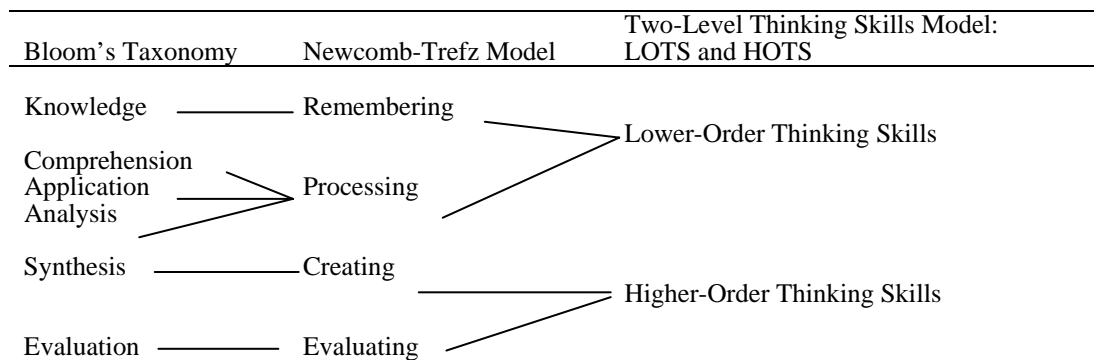 Two-Level Thinking Skills Model:
Bloom’s Taxonomy Newcomb-Trefz Model LOTS and HOTS
Knowledge Remembering
Lower-Order Thinking Skills
Comprehension
Application Processing
Analysis
Synthesis Creating
Higher-Order Thinking Skills
Evaluation Evaluating